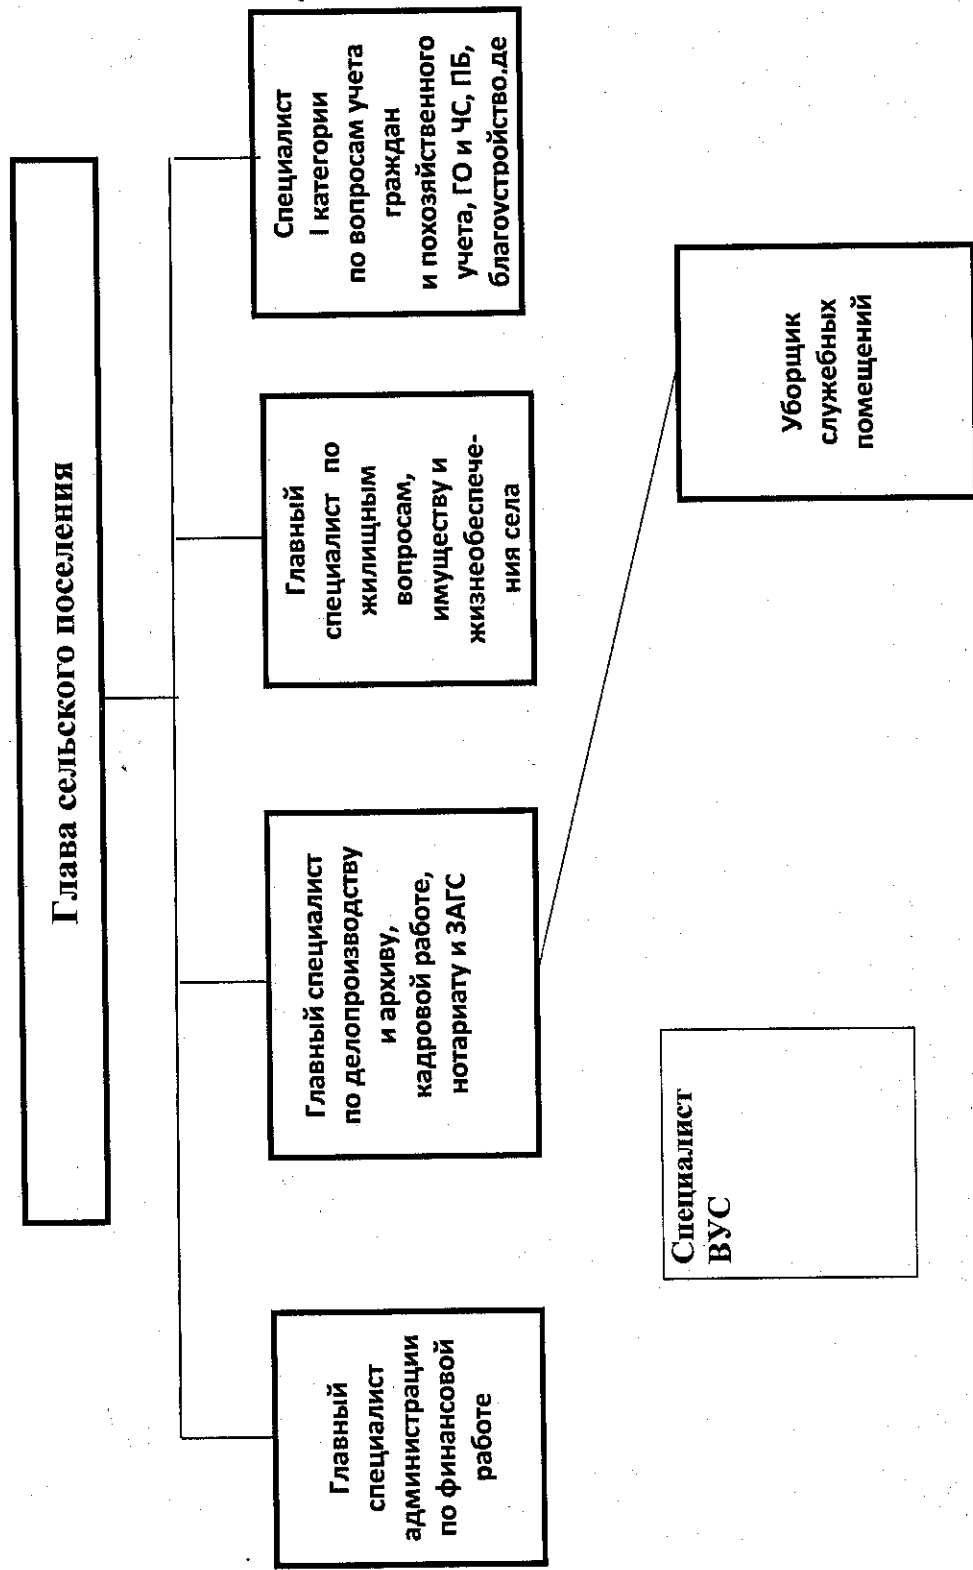 Глава сельского поселения
Главный
специалист
администрации
по финансовой
работе
Главный специалист
по делопроизводству
и архиву,
кадровой работе,
нотариату и ЗАГС
Главный
специалист по
жилищным
вопросам,
имуществу и
жизнеобеспече-
ния села
Специалист
I категории
по вопросам учета
граждан
и похозяйственного
учета, ГО и ЧС, ПБ,
благоустройство.де
Специалист
ВУС
Уборщик
служебных
помещений